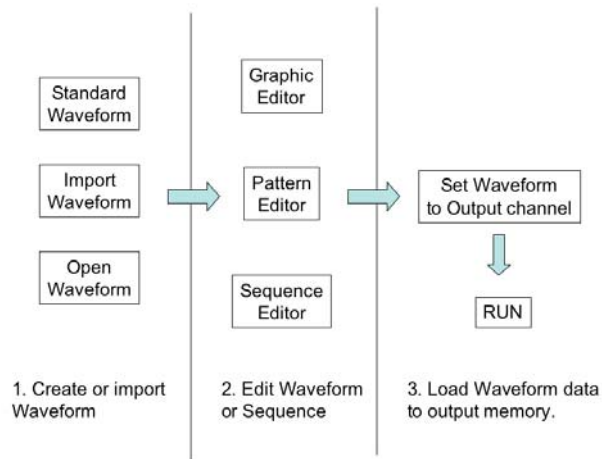 Standard
Waveform
Import
Waveform
Open
Waveform
1. Create or import
Waveform
Graphic
Editor
Pattern
Editor
Sequence
Editor
2. Edit Waveform
or Sequence
Set Waveform
to Output channel
RUN
3. Load Waveform data
to output memory.